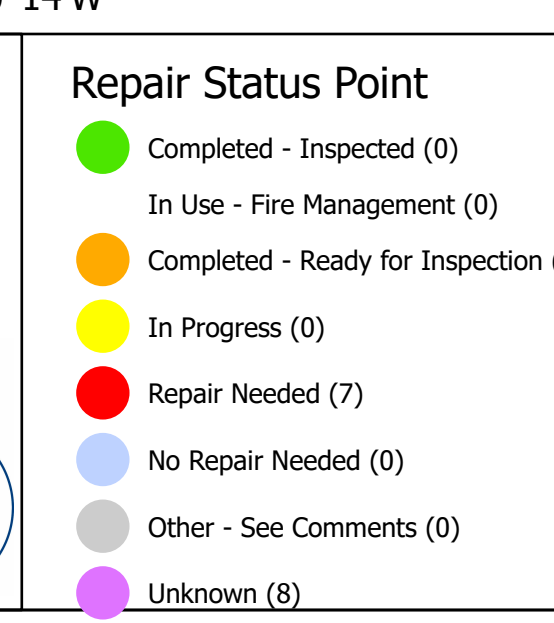 14 W
Repair Status Point
Completed - Inspected (0)
In Use - Fire Management (0)
Completed - Ready for Inspection (
In Progress (0)
Repair Needed (7)
No Repair Needed (0)
Other - See Comments (0)
Unknown (8)